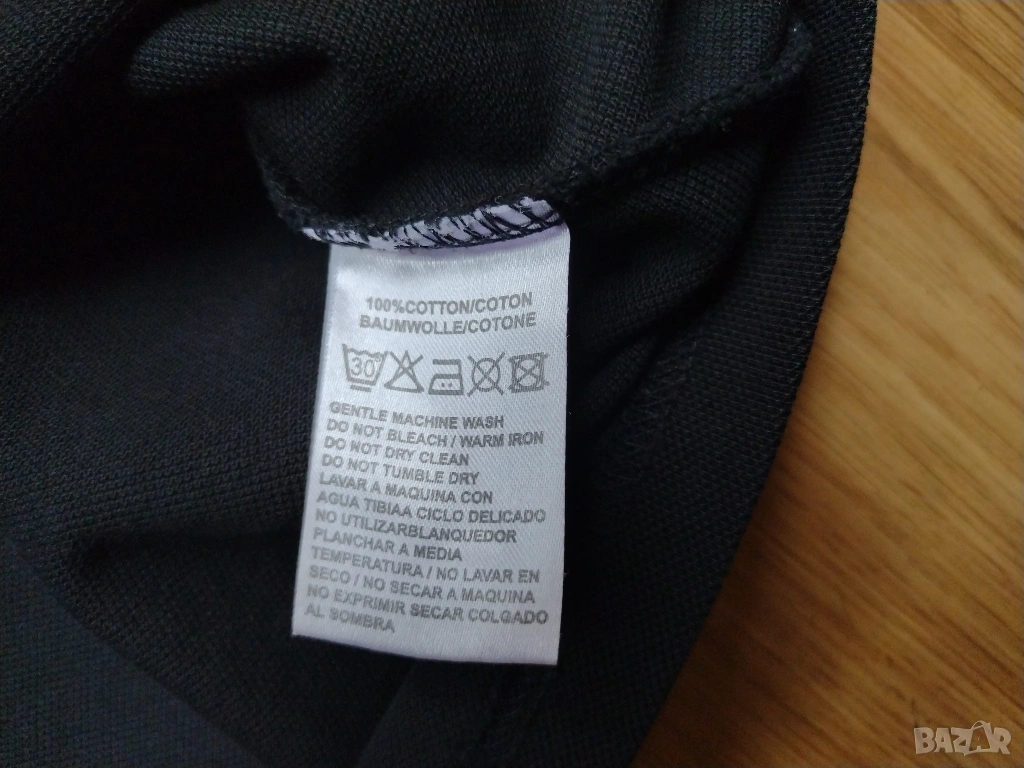 100%COTTON/COTON
BAUMWOLLE/COTONE
30
GENTLE MACHINE WASH
DO NOT BLEACH / WARM IRON
DO NOT DRY CLEAN
DO NOT TUMBLE DRY
LAVAR A MAQUINA CON
AGUA TIBIAA CICLO DELICADO
NO UTILIZARBLANQUEDOR
PLANCHAR A MEDIA
TEMPERATURA / NO LAVAR EN
SECO / NO SECAR A MAQUINA
NO EXPRIMIR SECAR COLGADO
AL SOMBRA
BAZAR